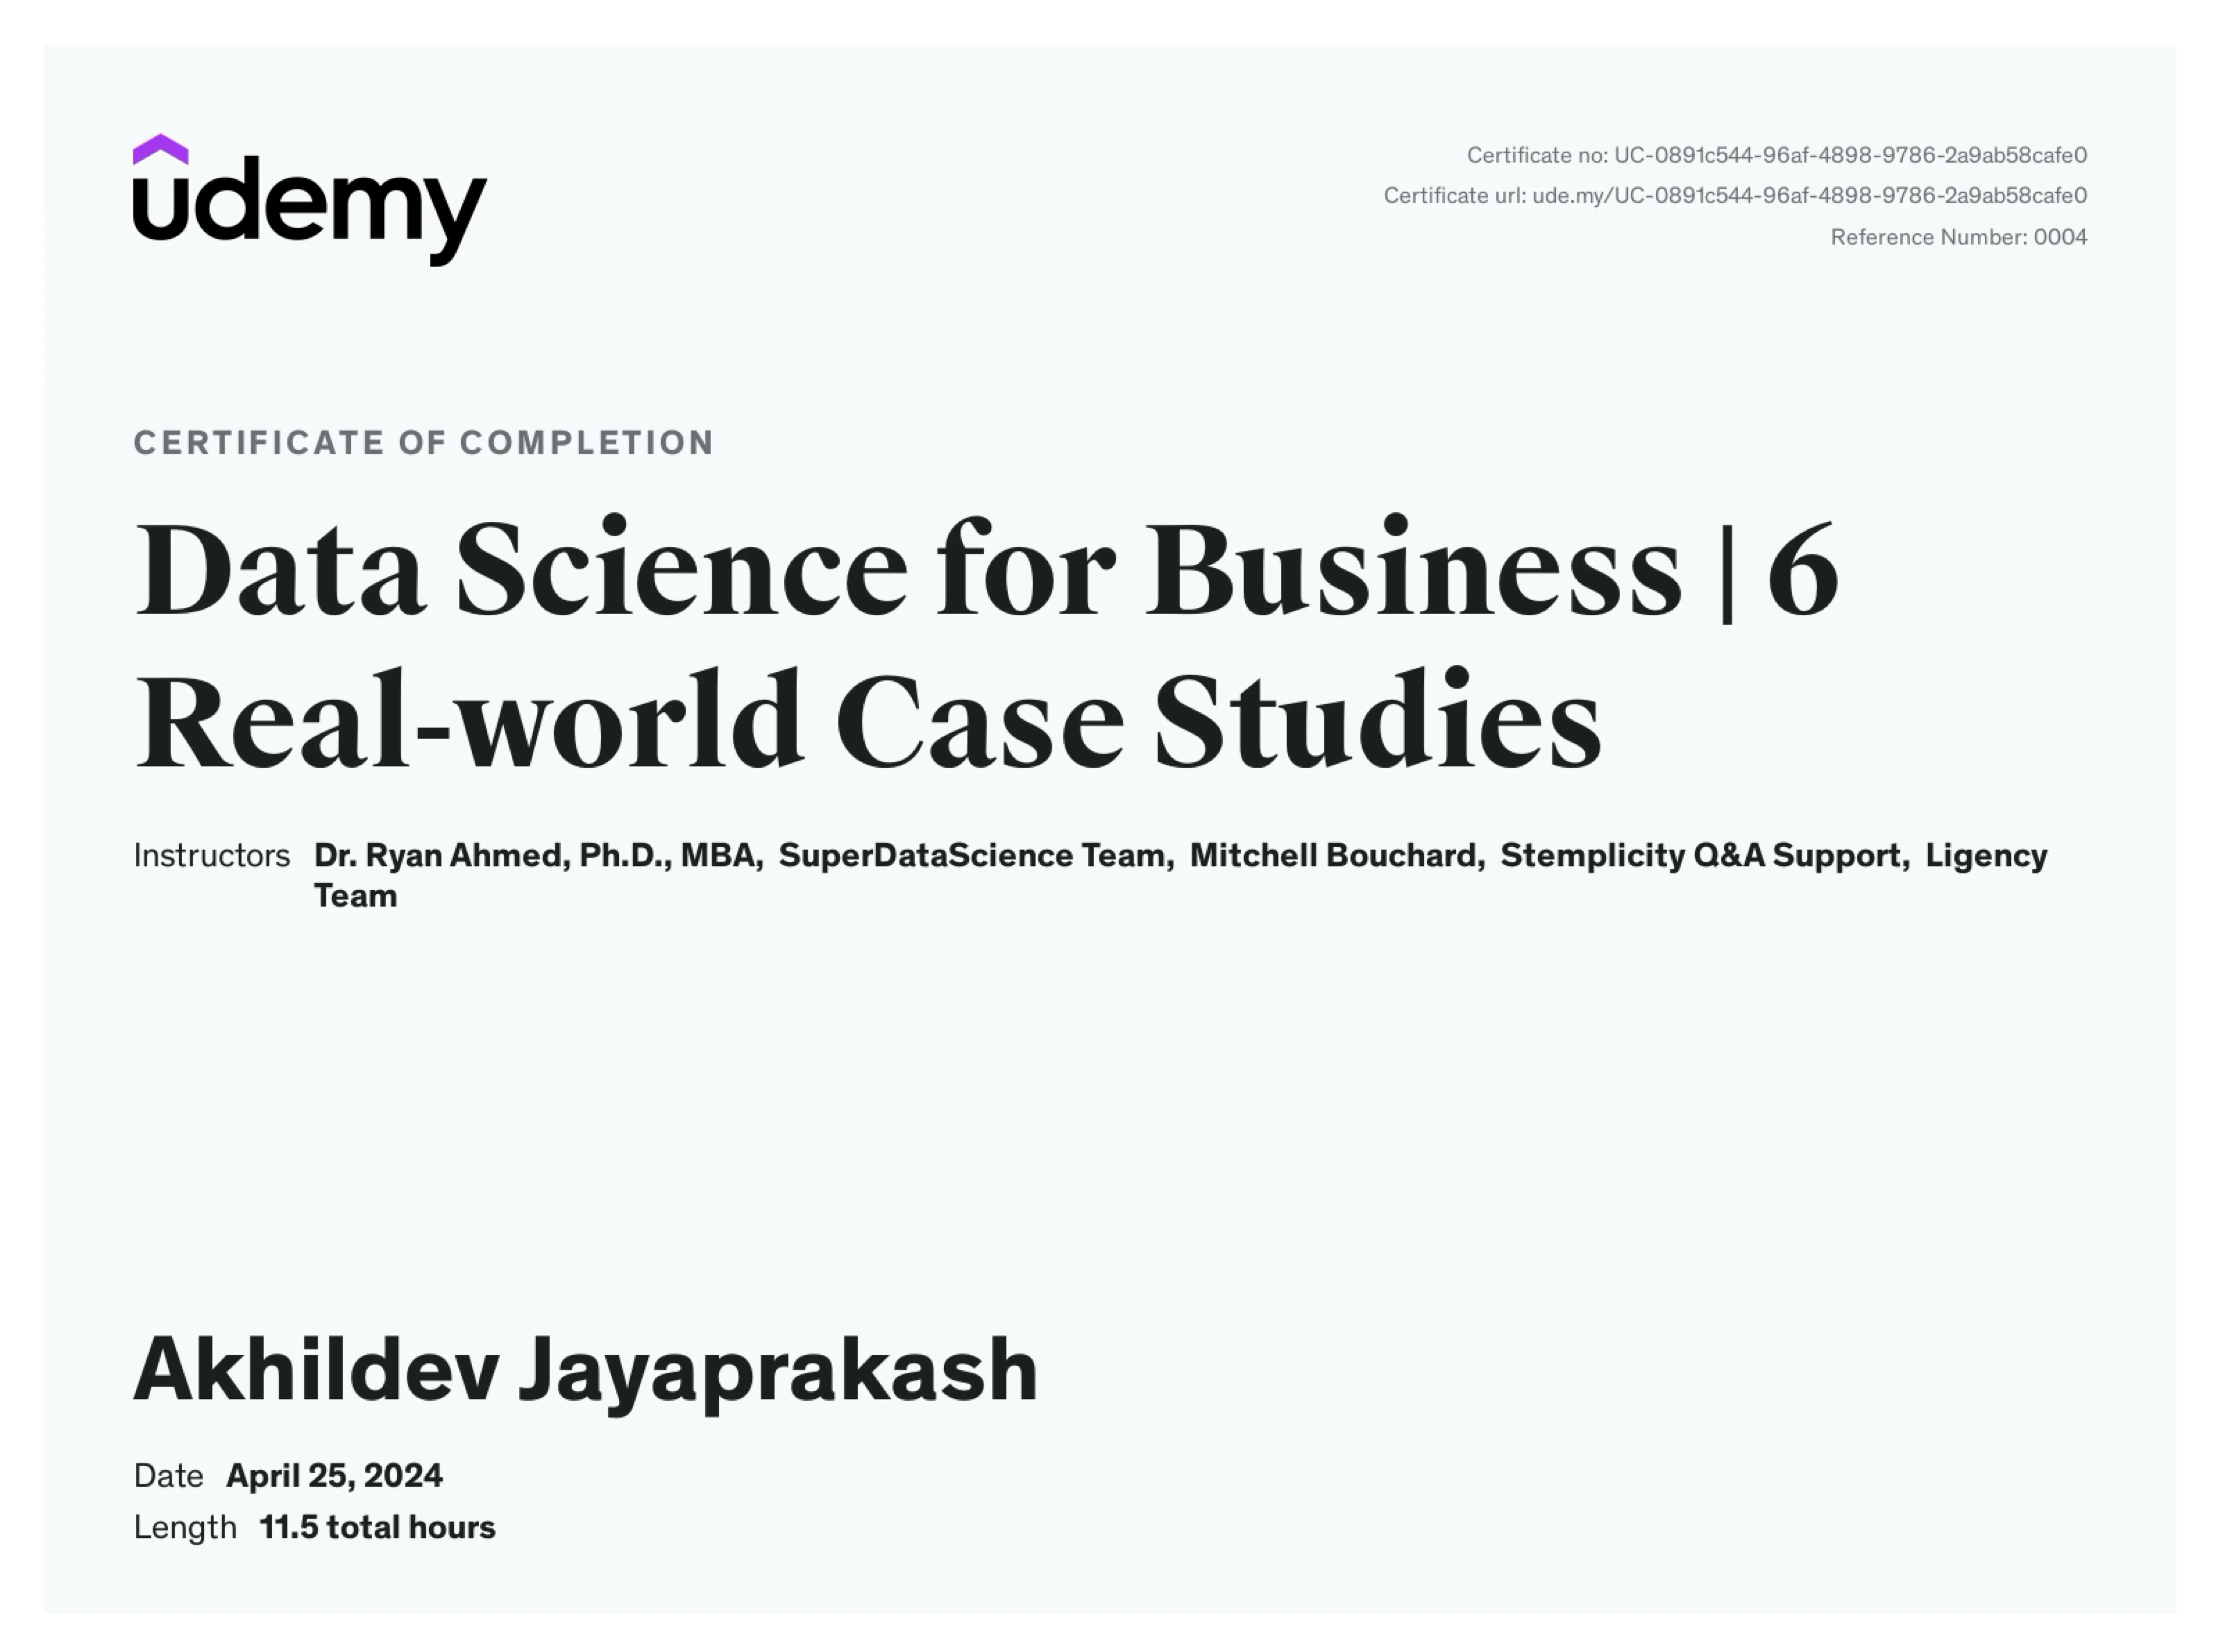 udemy
Certificate no: UC-0891c544-96af-4898-9786-2a9ab58cafe0
Certificate url: ude.my/UC-0891c544-96af-4898-9786-2a9ab58cafe0
Reference Number: 0004
CERTIFICATE OF COMPLETION
Data Science for Business | 6
Real-world Case Studies
Instructors Dr. Ryan Ahmed, Ph.D., MBA, SuperDataScience Team, Mitchell Bouchard, Stemplicity Q&A Support, Ligency
Team
Akhildev Jayaprakash
Date April 25, 2024
Length 11.5 total hours